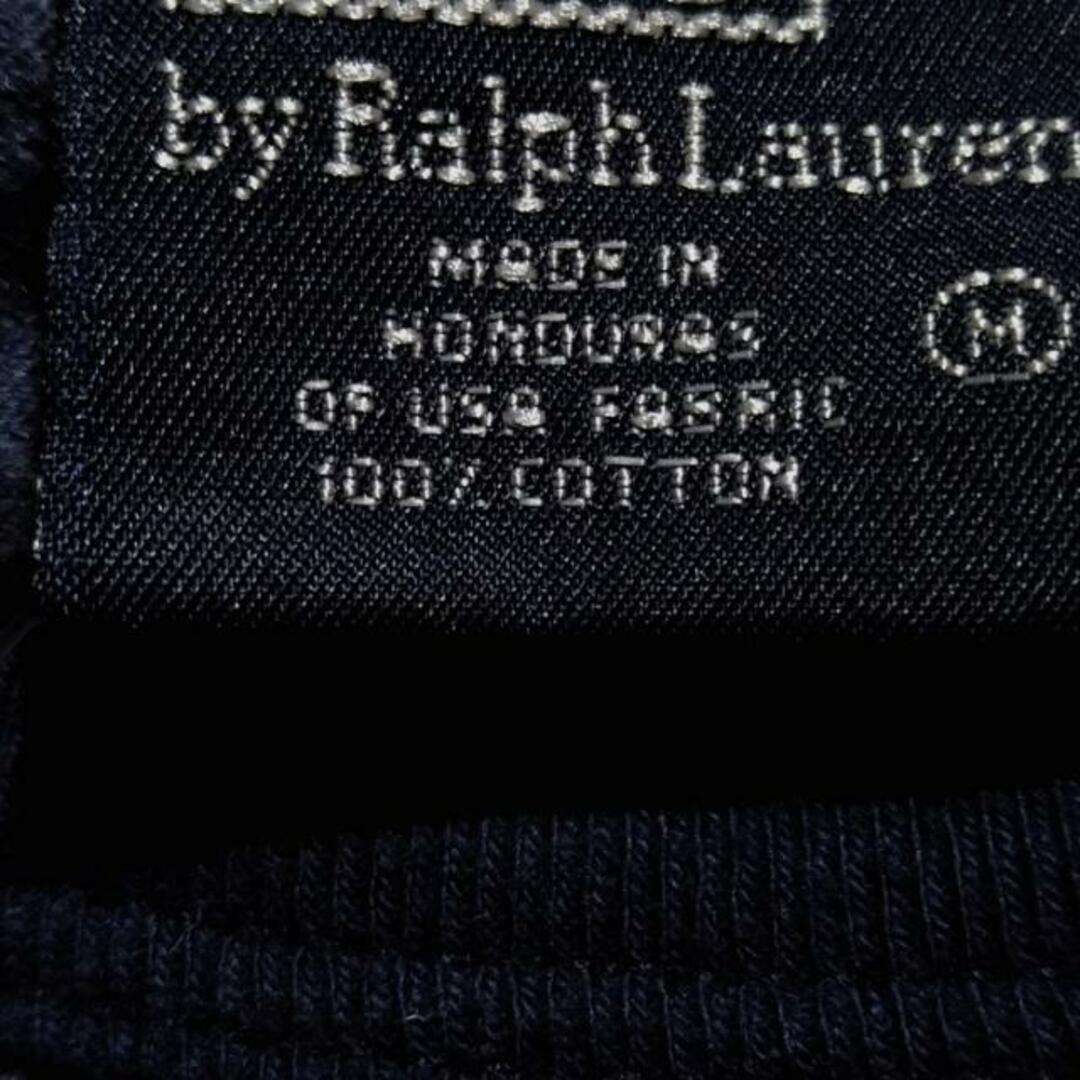 by Ralph Lauren
MADE IN
HONDURAS
M
OF USA FABRIC
100% COTTON